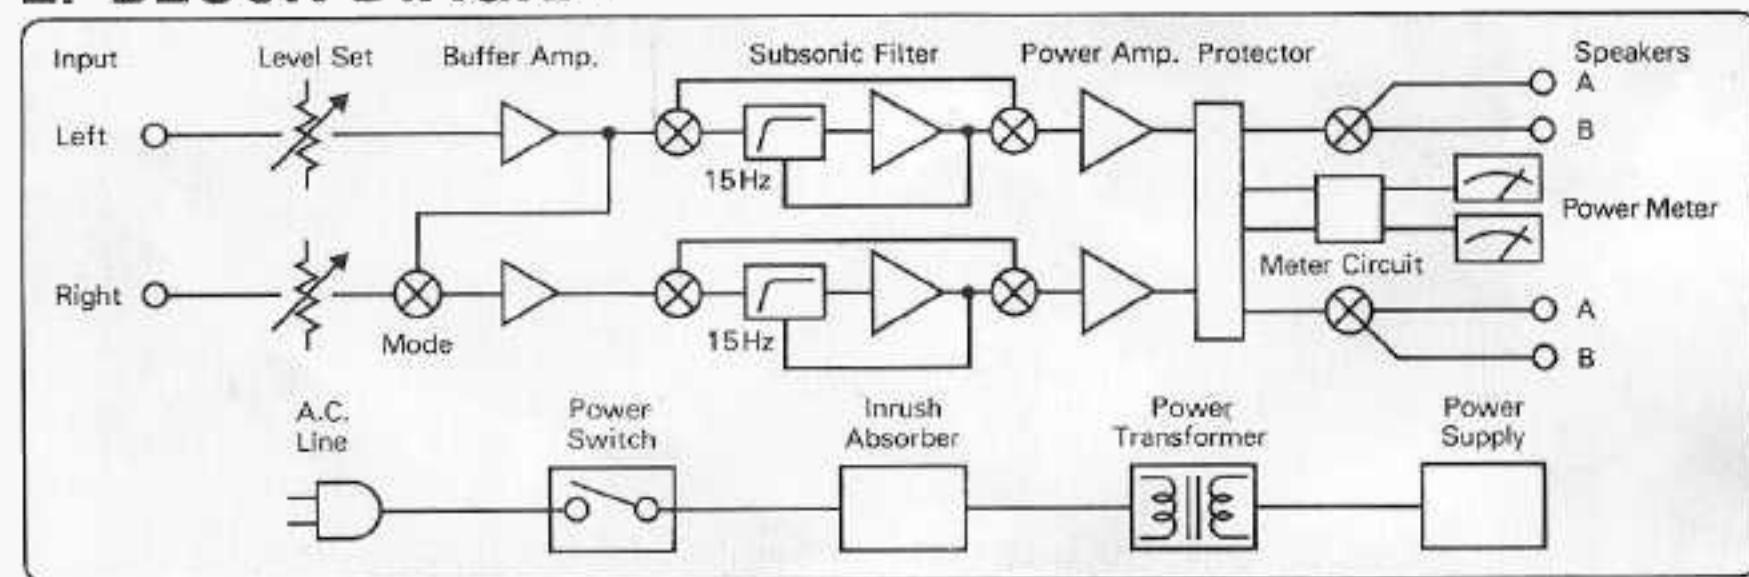 Input
Level Set
Buffer Amp.
Subsonic Filter
Power Amp.
Protector
Speakers
A
Left
B
15Hz
Power Meter
Meter Circuit
Right
A
Mode
15Hz
B
A.C.
Line
Power
Switch
Inrush
Absorber
Power
Transformer
Power
Supply